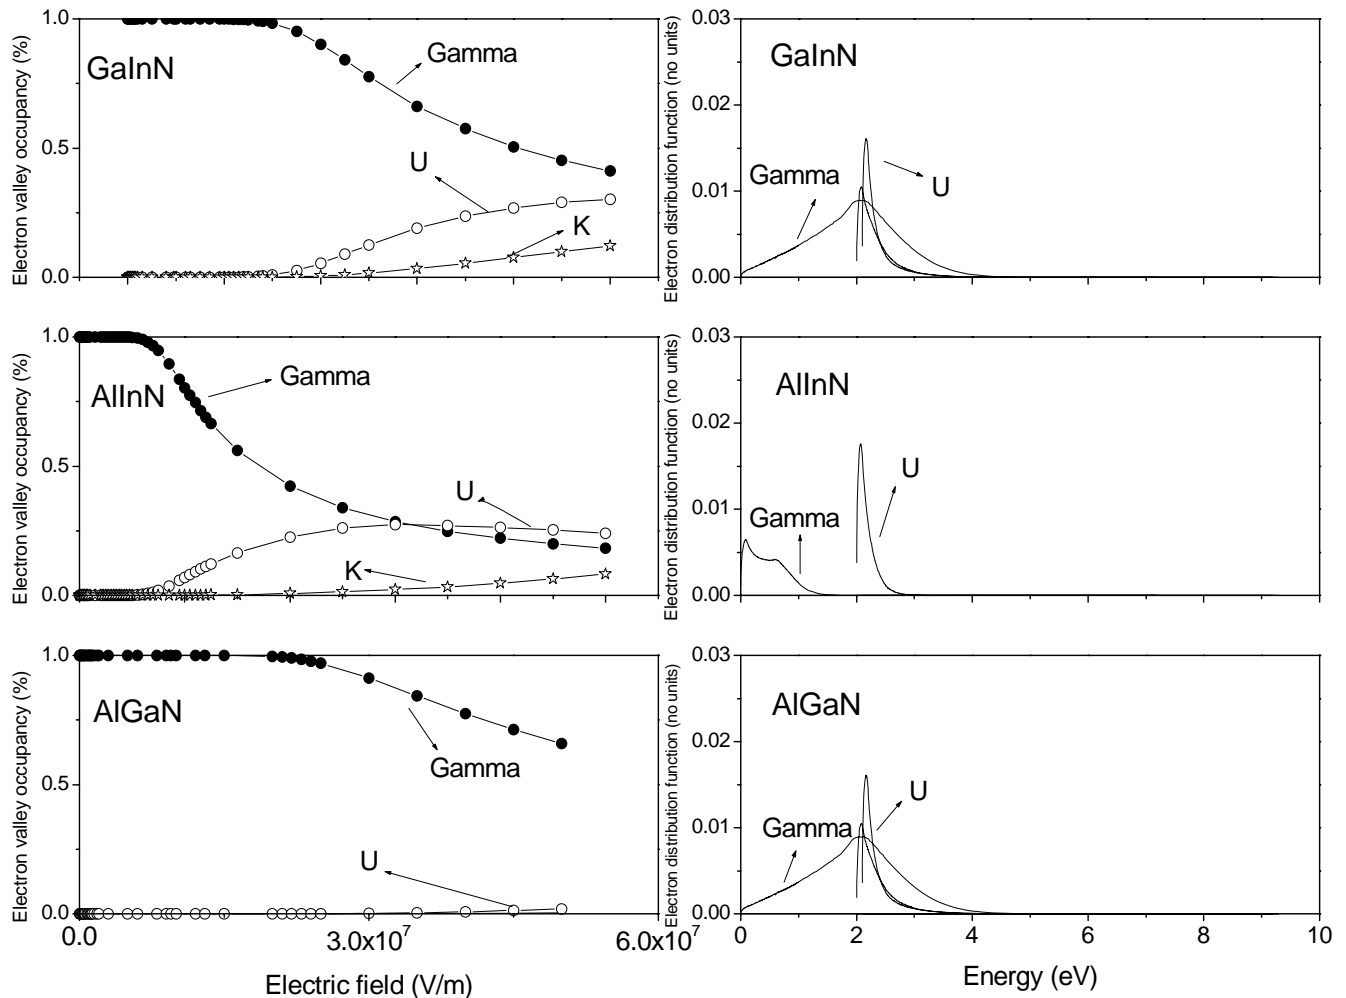 Electron valley occupancy (%)
1.0
0.5
0.0
GaInN
Gamma
U
K
Electron distribution function (no units)
0.03
0.02
0.01
0.00
GaInN
Gamma
U
Electron valley occupancy (%)
1.0
0.5
0.0
AlInN
Gamma
U
K
Electron distribution function (no units)
0.03
0.02
0.01
0.00
AlInN
Gamma
U
Electron valley occupancy (%)
1.0
0.5
0.0
AlGaN
Gamma
U
0.0
3.0x10⁷
6.0x10⁷
Electric field (V/m)
Electron distribution function (no units)
0.03
0.02
0.01
0.00
AlGaN
Gamma
U
0 2 4 6 8 10
Energy (eV)